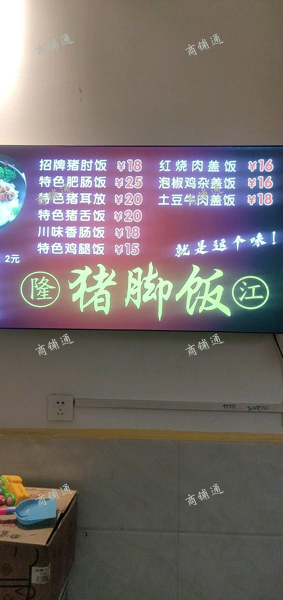 商铺通
商铺通
招牌猪肘饭 ¥18
特色肥肠饭 ¥25
特色猪耳放 ¥20
特色猪舌饭 ¥20
川味香肠饭 ¥18
特色鸡腿饭 ¥15
红烧肉盖饭 ¥16
泡椒鸡杂盖饭 ¥16
土豆牛肉盖饭 ¥18
就是这个味!
2元
隆 猪脚饭 江
商铺通
商铺通
商铺通
商铺通